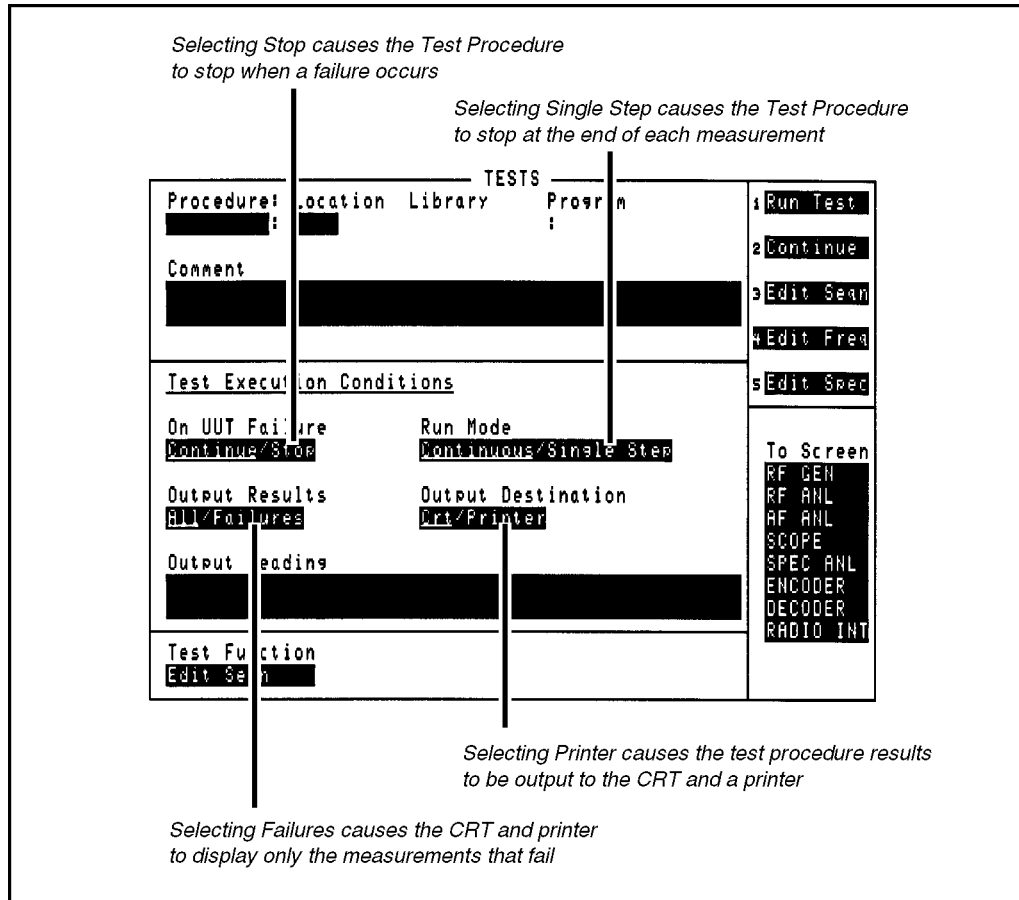 Selecting Stop causes the Test Procedure
to stop when a failure occurs
Selecting Single Step causes the Test Procedure
to stop at the end of each measurement
TESTS
Procedure: Location Library Program
: :
Comment
Test Execution Conditions
On UUT Failure Run Mode
Continue/Stop Continuous/Single Step
Output Results Output Destination
All/Failures Crt/Printer
Output Heading
Test Function
Edit Seqn
1 Run Test
2 Continue
3 Edit Seqn
4 Edit Freq
5 Edit Spec
To Screen
RF GEN
RF ANL
AF ANL
SCOPE
SPEC ANL
ENCODER
DECODER
RADIO INT
Selecting Printer causes the test procedure results
to be output to the CRT and a printer
Selecting Failures causes the CRT and printer
to display only the measurements that fail